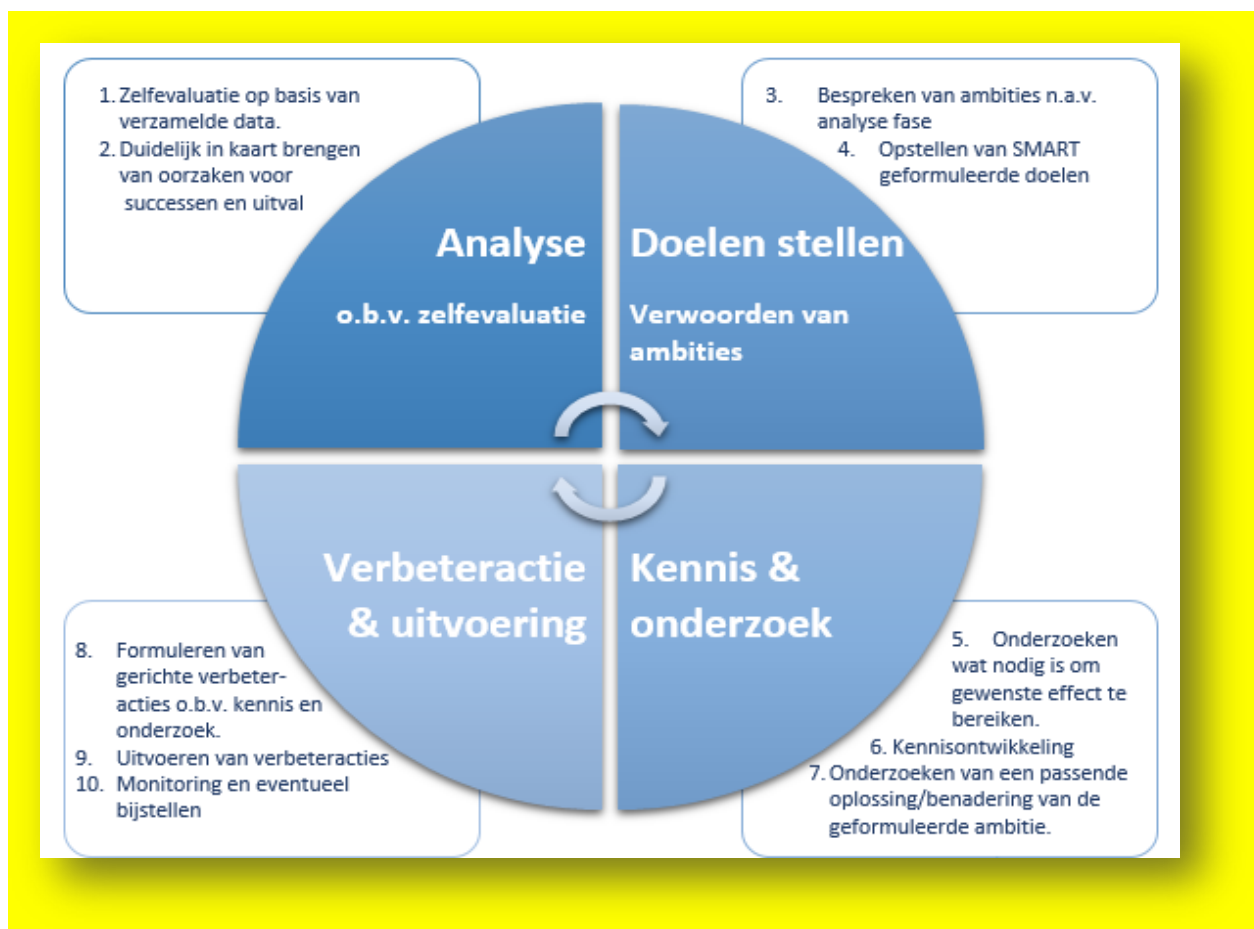 1. Zelfevaluatie op basis van
verzamelde data.
2. Duidelijk in kaart brengen
van oorzaken voor
successen en uitval
3. Bespreken van ambities n.a.v.
analyse fase
4. Opstellen van SMART
geformuleerde doelen
Analyse
o.b.v. zelfevaluatie
Doelen stellen
Verwoorden van
ambities
Verbeteractie
& uitvoering
Kennis &
onderzoek
8. Formuleren van
gerichte verbeter-
acties o.b.v. kennis en
onderzoek.
9. Uitvoeren van verbeteracties
10. Monitoring en eventueel
bijstellen
5. Onderzoeken
wat nodig is om
gewenste effect te
bereiken.
6. Kennisontwikkeling
7. Onderzoeken van een passende
oplossing/benadering van de
geformuleerde ambitie.